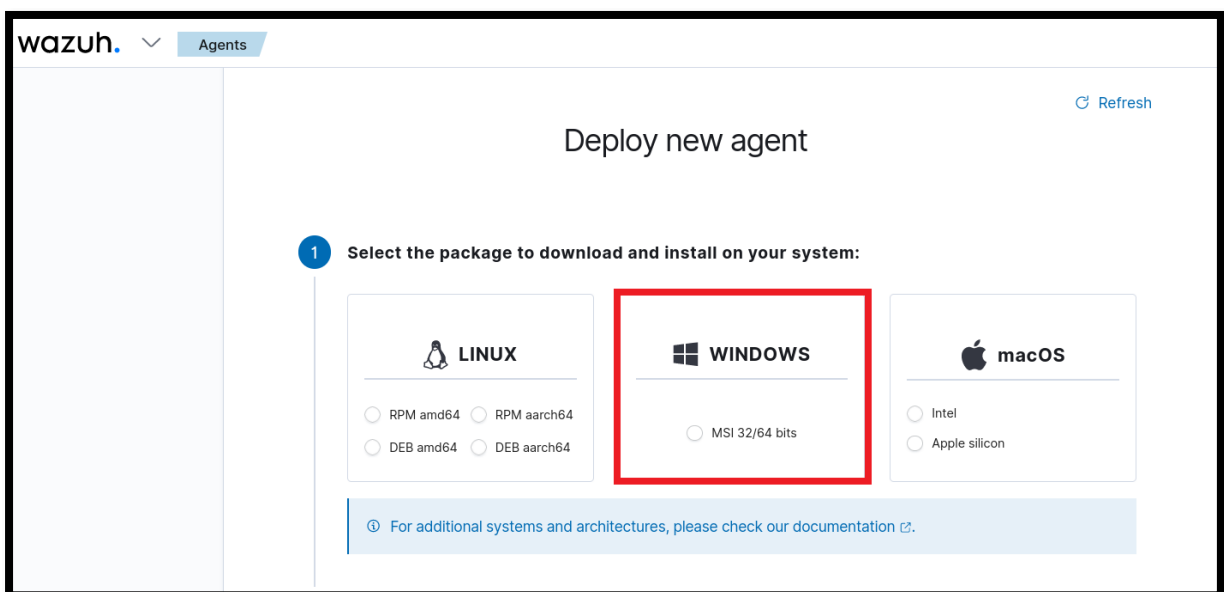 wazuh. Agents
Refresh
Deploy new agent
1 Select the package to download and install on your system:
LINUX
RPM amd64 RPM aarch64
DEB amd64 DEB aarch64
WINDOWS
MSI 32/64 bits
macOS
Intel
Apple silicon
For additional systems and architectures, please check our documentation.